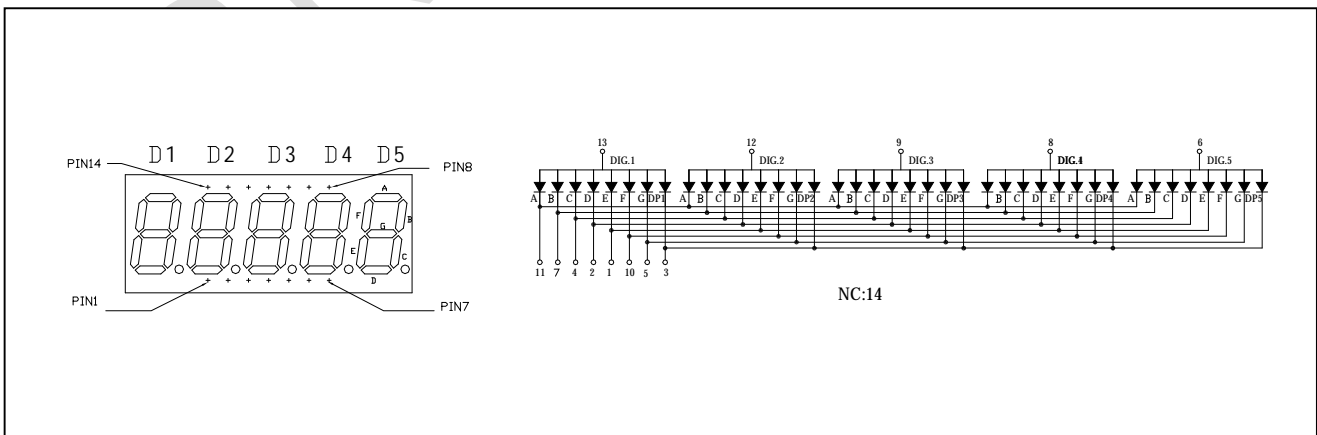 D1 D2 D3 D4 D5
PIN14
PIN8
A
F
B
G
E
C
D
PIN1
PIN7
13 12 9 8 6
DIG.1 DIG.2 DIG.3 DIG.4 DIG.5
A B C D E F G DP1 A B C D E F G DP2 A B C D E F G DP3 A B C D E F G DP4 A B C D E F G DP5
11 7 4 2 1 10 5 3
NC:14